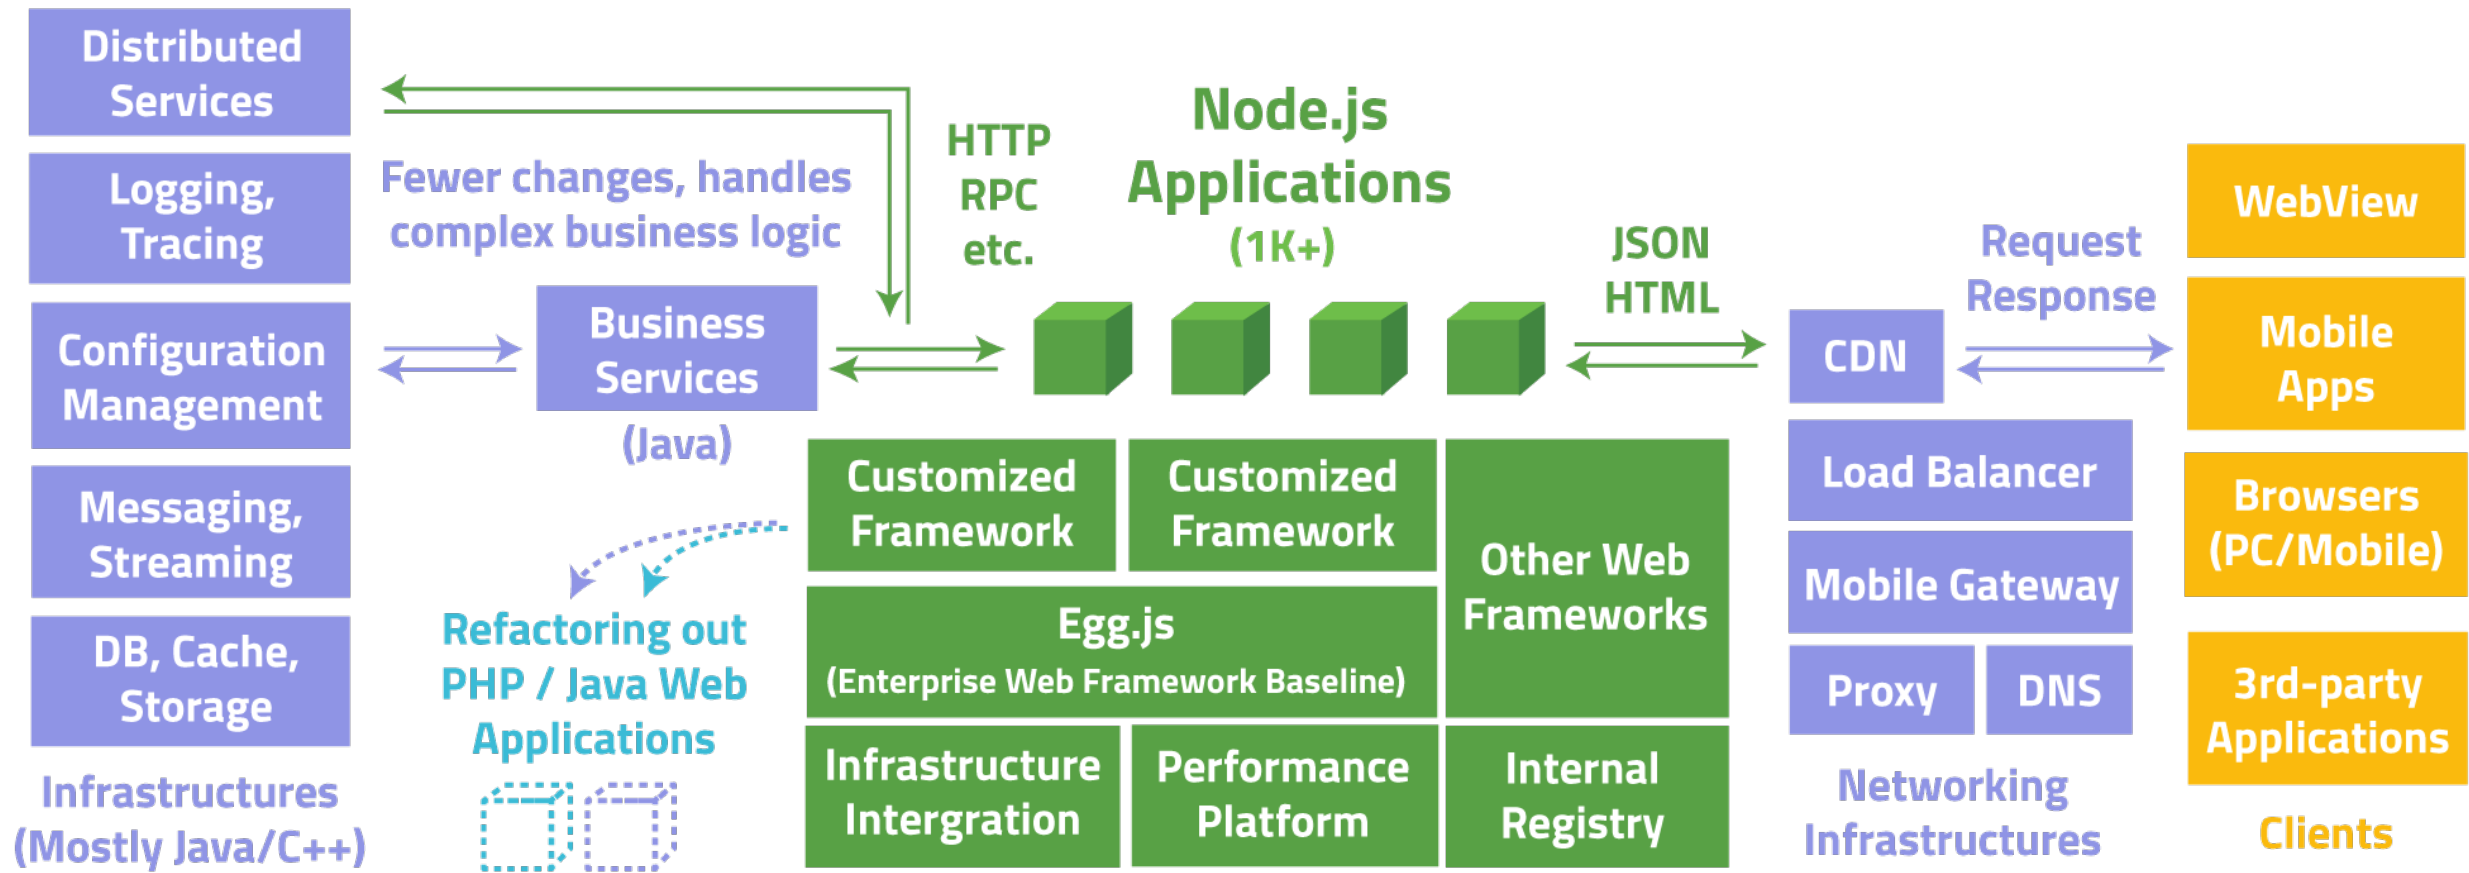 Distributed
Services
Logging,
Tracing
Configuration
Management
Messaging,
Streaming
DB, Cache,
Storage
Infrastructures
(Mostly Java/C++)
Fewer changes, handles
complex business logic
Business
Services
(Java)
Refactoring out
PHP / Java Web
Applications
HTTP
RPC
etc.
Node.js
Applications
(1K+)
Customized
Framework
Customized
Framework
Other Web
Frameworks
Egg.js
(Enterprise Web Framework Baseline)
Infrastructure
Intergration
Performance
Platform
Internal
Registry
JSON
HTML
CDN
Load Balancer
Mobile Gateway
Proxy
DNS
Networking
Infrastructures
Request
Response
WebView
Mobile
Apps
Browsers
(PC/Mobile)
3rd-party
Applications
Clients